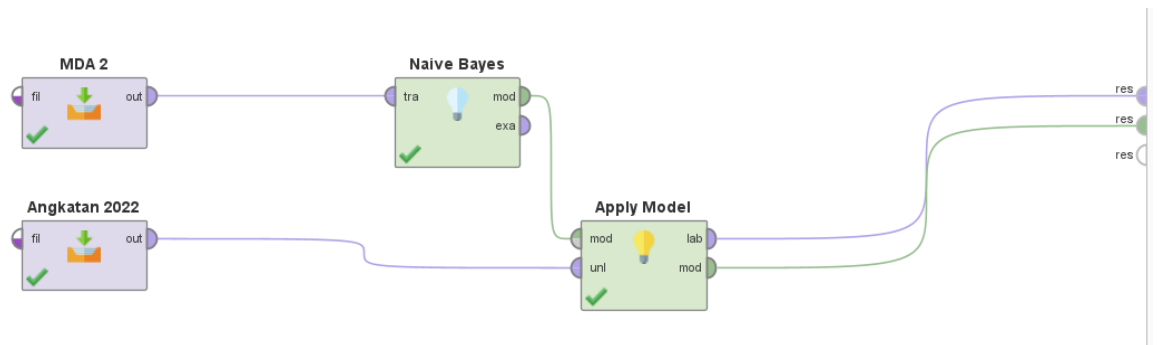 MDA 2
fil out
Naive Bayes
tra mod
exa
Angkatan 2022
fil out
Apply Model
mod lab
unl mod
res
res
res